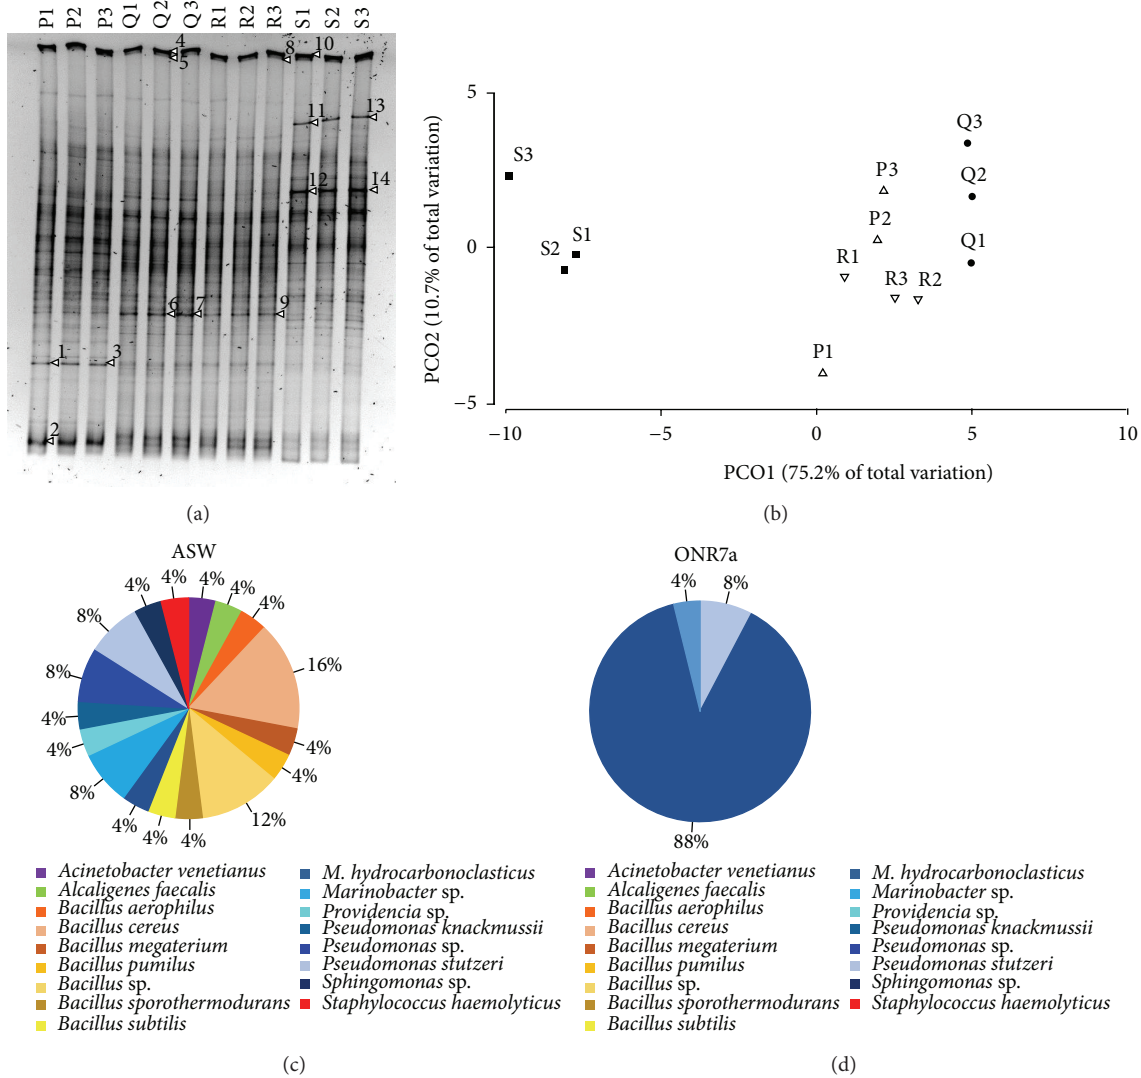 P1 P2 P3 Q1 Q2 Q3 R1 R2 R3 S1 S2 S3
4 8 10
5
11 13
12 14
6 7 9
1 3
2
(a)
5
0
−5
PCO2 (10.7% of total variation)
S3
S2 S1
Q3
P3 Q2
P2 Q1
R1 R3 R2
P1
−10 −5 0 5 10
PCO1 (75.2% of total variation)
(b)
ASW
4%
4%
4%
16%
4%
4%
12%
4%
4%
4%
8%
4%
4%
8%
8%
4%
4%
Acinetobacter venetianus
Alcaligenes faecalis
Bacillus aerophilus
Bacillus cereus
Bacillus megaterium
Bacillus pumilus
Bacillus sp.
Bacillus sporothermodurans
Bacillus subtilis
M. hydrocarbonoclasticus
Marinobacter sp.
Providencia sp.
Pseudomonas knackmussii
Pseudomonas sp.
Pseudomonas stutzeri
Sphingomonas sp.
Staphylococcus haemolyticus
(c)
ONR7a
4% 8%
88%
Acinetobacter venetianus
Alcaligenes faecalis
Bacillus aerophilus
Bacillus cereus
Bacillus megaterium
Bacillus pumilus
Bacillus sp.
Bacillus sporothermodurans
Bacillus subtilis
M. hydrocarbonoclasticus
Marinobacter sp.
Providencia sp.
Pseudomonas knackmussii
Pseudomonas sp.
Pseudomonas stutzeri
Sphingomonas sp.
Staphylococcus haemolyticus
(d)